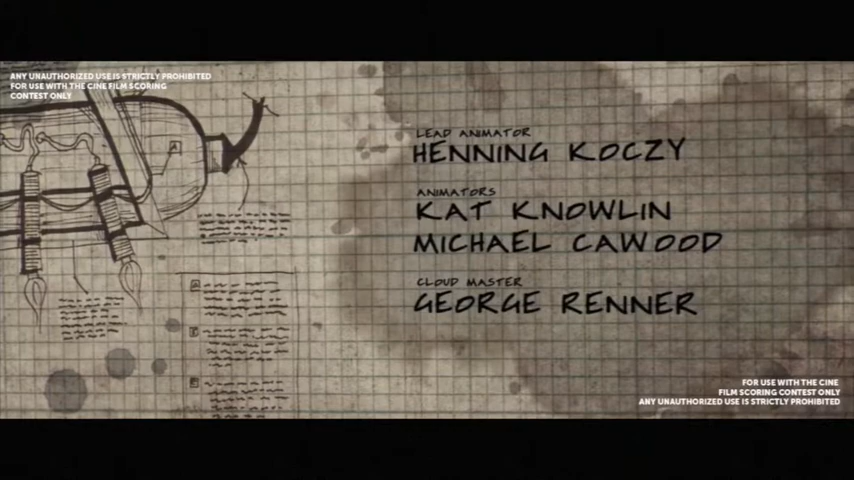 ANY UNAUTHORIZED USE IS STRICTLY PROHIBITED
FOR USE WITH THE CINE FILM SCORING
CONTEST ONLY
A
LEAD ANIMATOR
HENNING KOCZY
ANIMATORS
KAT KNOWLIN
MICHAEL CAWOOD
CLOUD MASTER
GEORGE RENNER
FOR USE WITH THE CINE
FILM SCORING CONTEST ONLY
ANY UNAUTHORIZED USE IS STRICTLY PROHIBITED